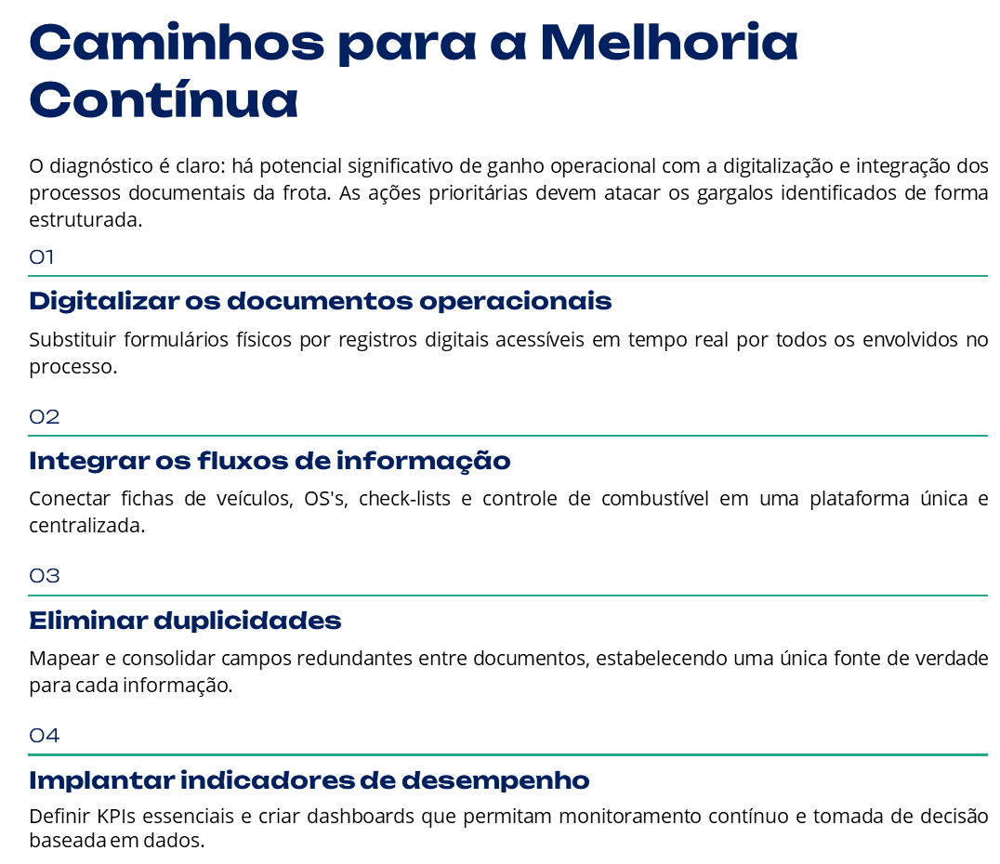 Caminhos para a Melhoria
Contínua
O diagnóstico é claro: há potencial significativo de ganho operacional com a digitalização e integração dos
processos documentais da frota. As ações prioritárias devem atacar os gargalos identificados de forma
estruturada.
01
Digitalizar os documentos operacionais
Substituir formulários físicos por registros digitais acessíveis em tempo real por todos os envolvidos no
processo.
02
Integrar os fluxos de informação
Conectar fichas de veículos, OS's, check-lists e controle de combustível em uma plataforma única e
centralizada.
03
Eliminar duplicidades
Mapear e consolidar campos redundantes entre documentos, estabelecendo uma única fonte de verdade
para cada informação.
04
Implantar indicadores de desempenho
Definir KPIs essenciais e criar dashboards que permitam monitoramento contínuo e tomada de decisão
baseada em dados.